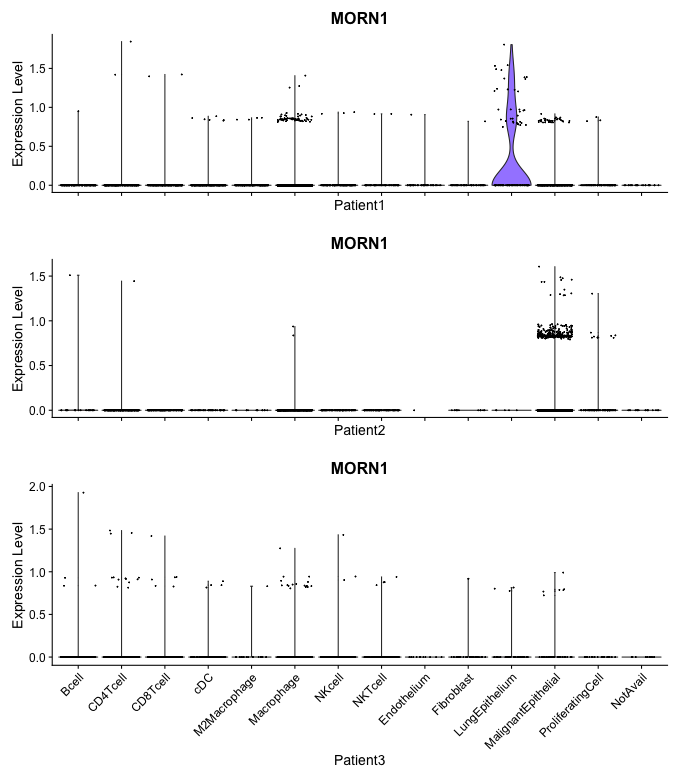 MORN1
Expression Level
1.5
1.0
0.5
0.0
Patient1
MORN1
Expression Level
1.5
1.0
0.5
0.0
Patient2
MORN1
Expression Level
2.0
1.5
1.0
0.5
0.0
Bcell
CD4Tcell
CD8Tcell
cDC
M2Macrophage
Macrophage
NKcell
NKTcell
Endothelium
Fibroblast
LungEpithelium
MalignantEpithelial
ProliferatingCell
NotAvail
Patient3